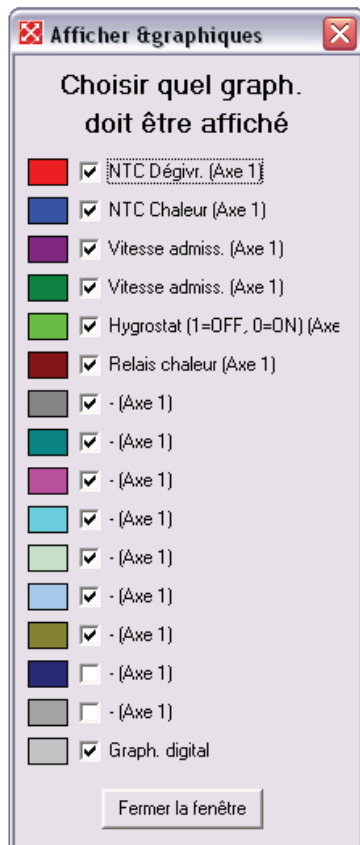 Afficher &graphiques
Choisir quel graph.
doit être affiché
NTC Dégivr. (Axe 1)
NTC Chaleur (Axe 1)
Vitesse admiss. (Axe 1)
Vitesse admiss. (Axe 1)
Hygrostat (1=OFF, 0=ON) (Axe
Relais chaleur (Axe 1)
- (Axe 1)
- (Axe 1)
- (Axe 1)
- (Axe 1)
- (Axe 1)
- (Axe 1)
- (Axe 1)
- (Axe 1)
- (Axe 1)
Graph. digital
Fermer la fenêtre